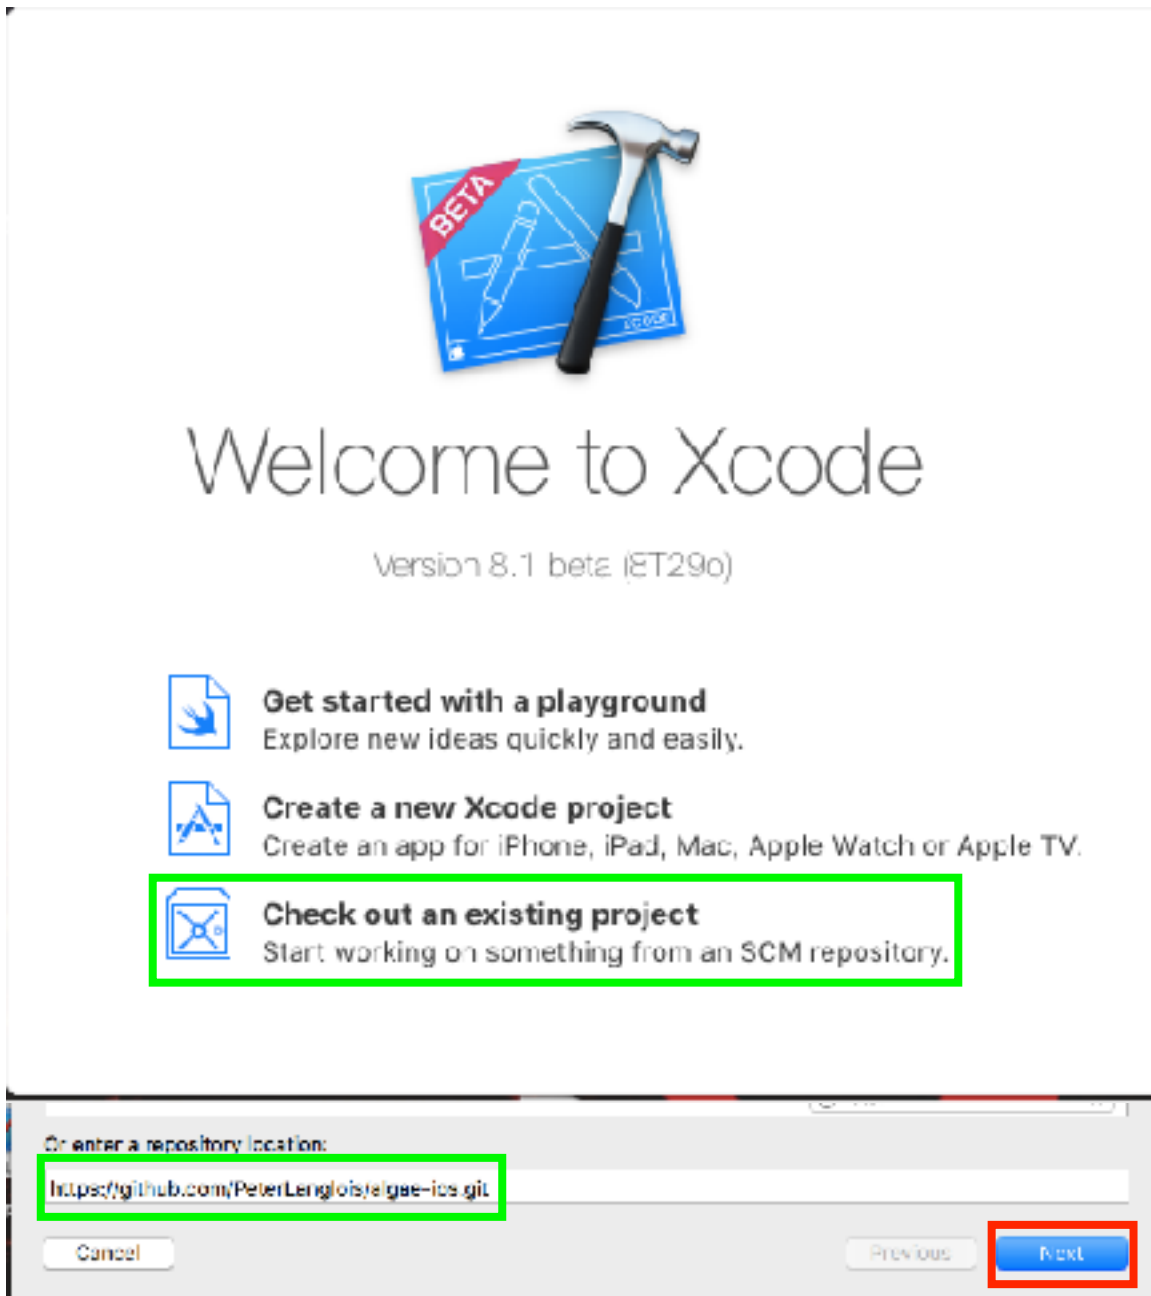 BETA
XCODE
Welcome to Xcode
Version 8.1 beta (8T29o)
Get started with a playground
Explore new ideas quickly and easily.
Create a new Xcode project
Create an app for iPhone, iPad, Mac, Apple Watch or Apple TV.
Check out an existing project
Start working on something from an SCM repository.
Or enter a repository location:
https://github.com/PeterLanglois/algae-ios.git
Cancel
Previous
Next